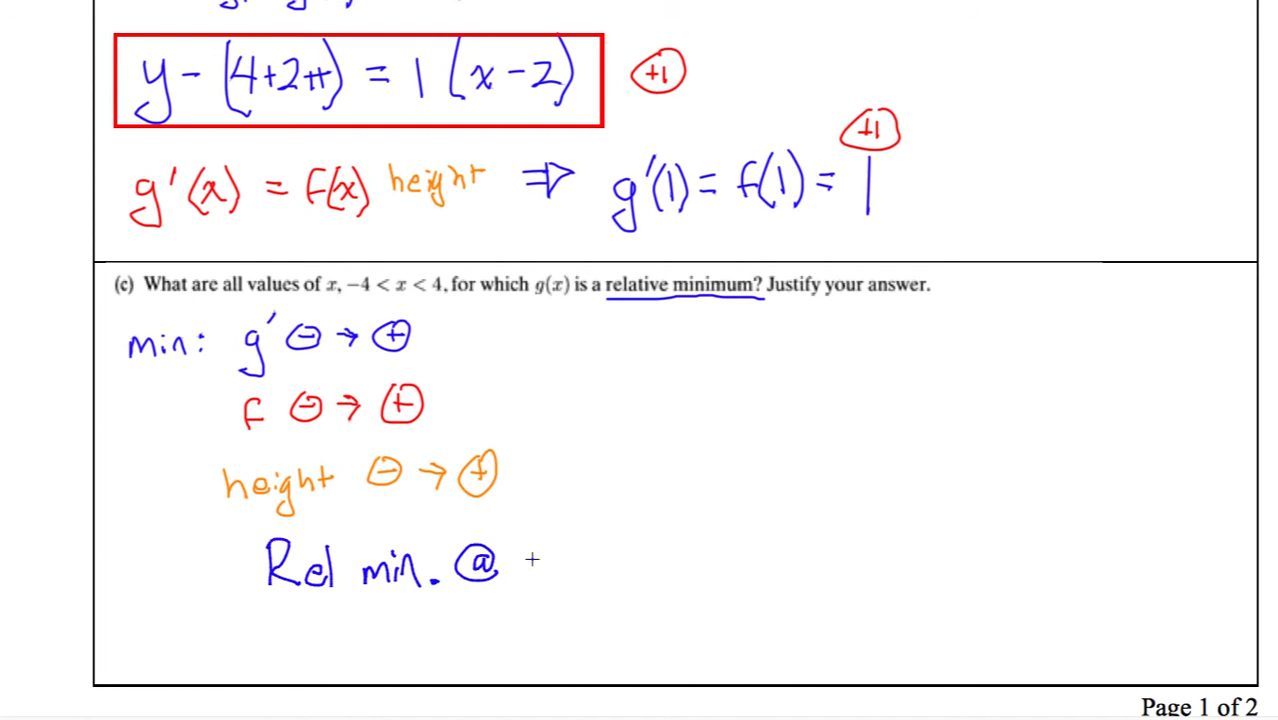 y - (4+2π) = 1 (x-2) +1
+1
g'(x) = f(x) height ⇒ g'(1) = f(1) = 1
(c) What are all values of x, −4 < x < 4, for which g(x) is a relative minimum? Justify your answer.
min: g' ⊖ → ⊕
f ⊖ → ⊕
height ⊖ → ⊕
Rel min. @
Page 1 of 2